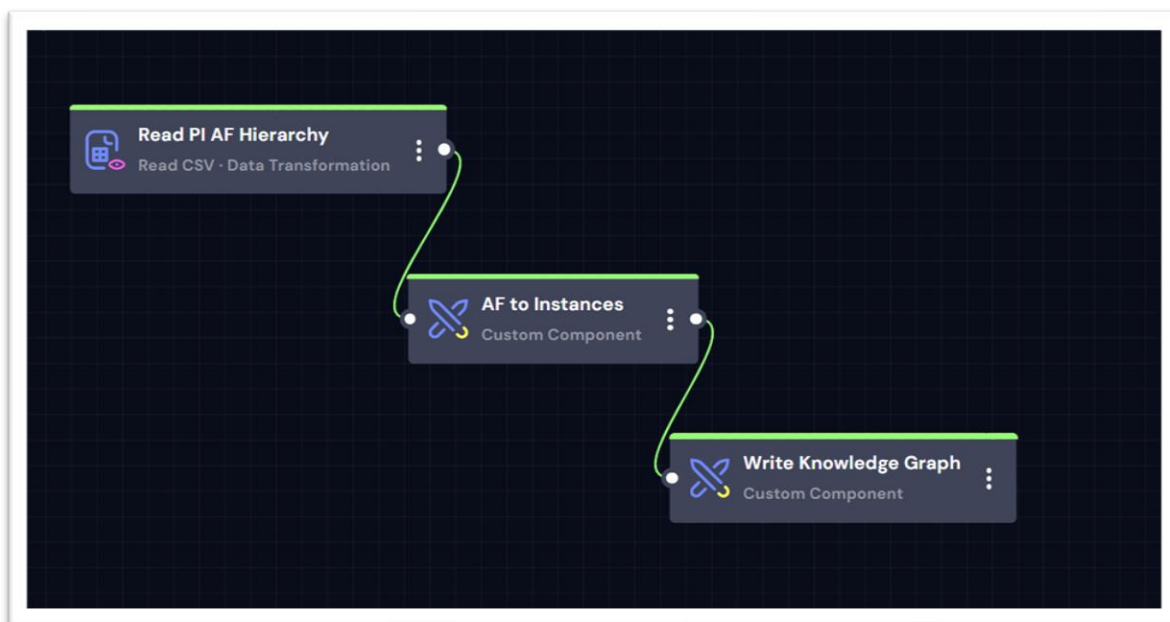 Read PI AF Hierarchy
Read CSV · Data Transformation
AF to Instances
Custom Component
Write Knowledge Graph
Custom Component